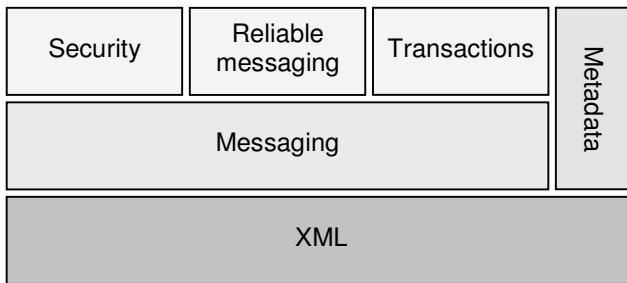 Security
Reliable
messaging
Transactions
Metadata
Messaging
XML